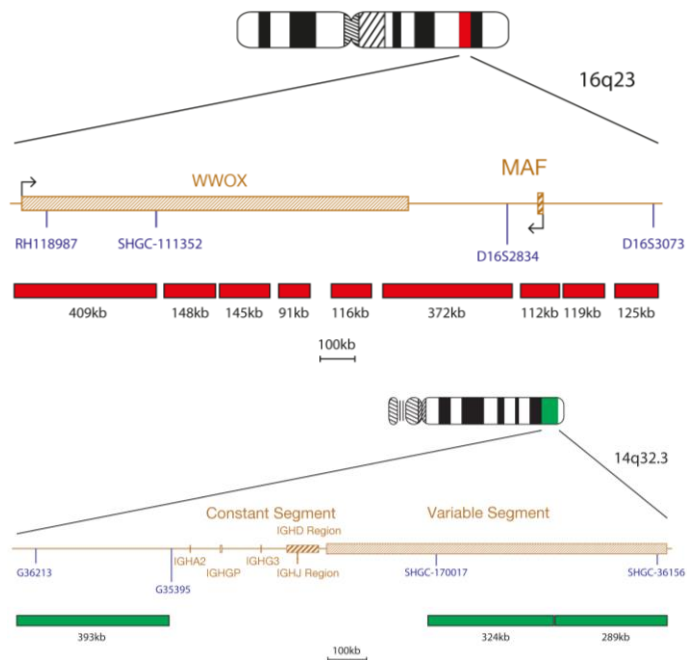 16q23
WWOX
MAF
RH118987
SHGC-111352
D16S2834
D16S3073
409kb
148kb
145kb
91kb
116kb
372kb
112kb
119kb
125kb
100kb
14q32.3
Constant Segment
Variable Segment
IGHD Region
G36213
G35395
IGHA2
IGHGP
IGHG3
IGHJ Region
SHGC-170017
SHGC-36156
393kb
324kb
289kb
100kb